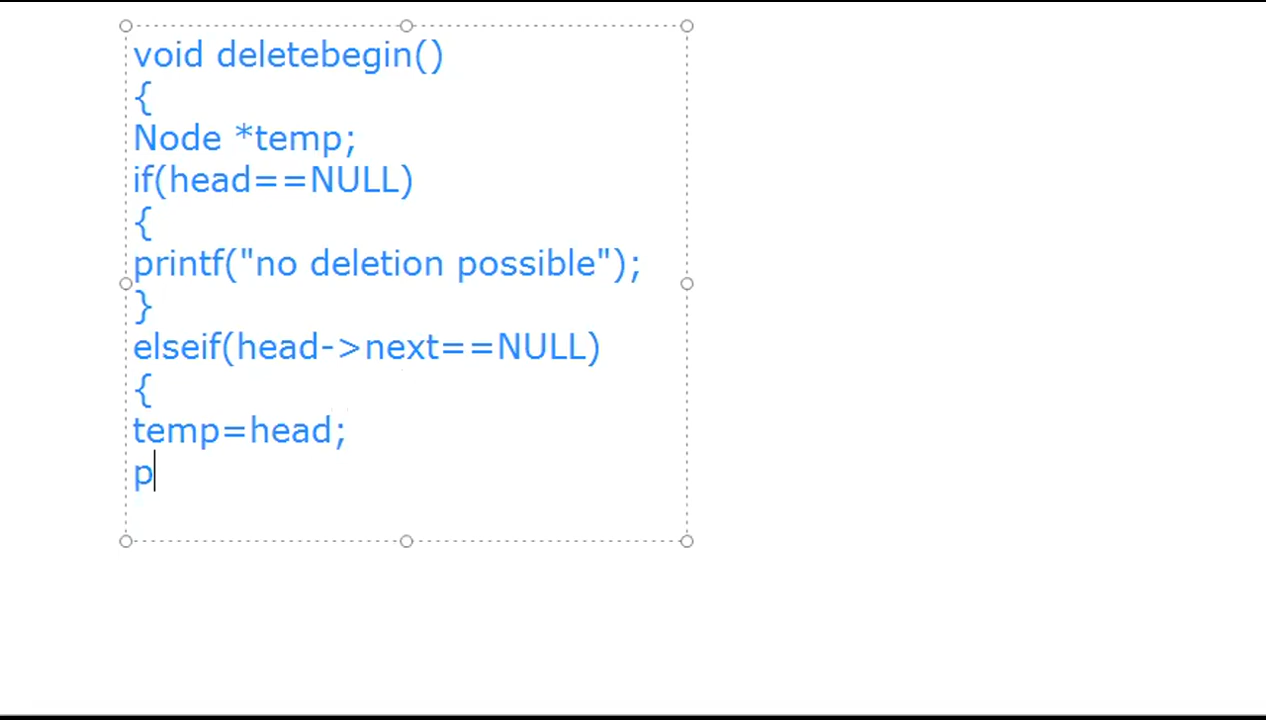 void deletebegin()
{
Node *temp;
if(head==NULL)
{
printf("no deletion possible");
}
elseif(head->next==NULL)
{
temp=head;
p